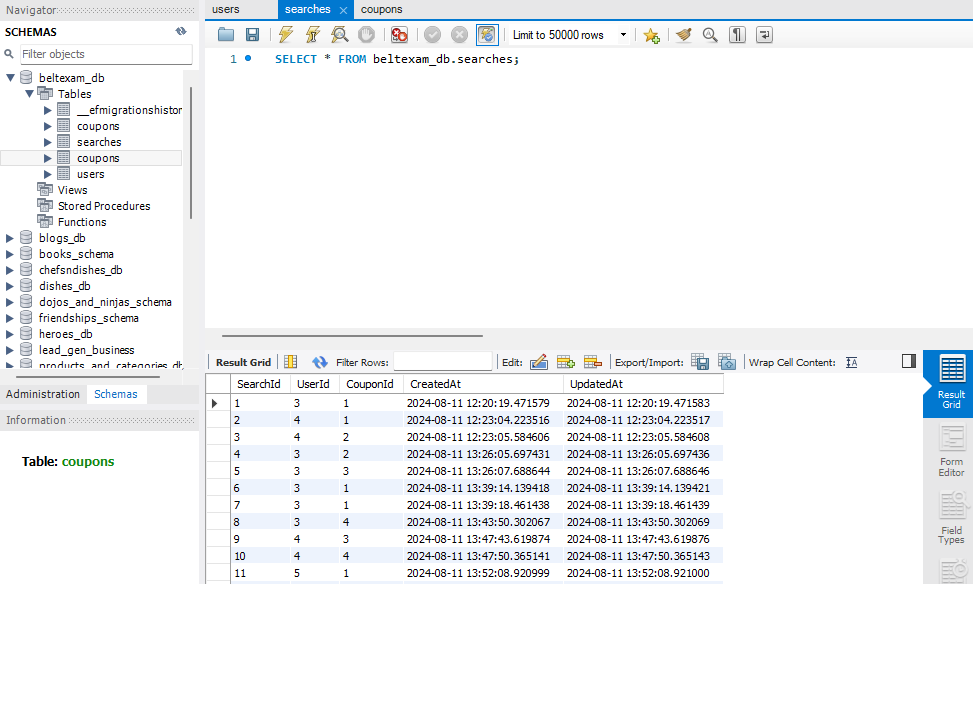 Navigator
SCHEMAS
Filter objects
beltexam_db
Tables
__efmigrationshistor
coupons
searches
coupons
users
Views
Stored Procedures
Functions
blogs_db
books_schema
chefsndishes_db
dishes_db
dojos_and_ninjas_schema
friendships_schema
heroes_db
lead_gen_business
products_and_categories_db
Administration Schemas
Information
Table: coupons
users searches coupons
Limit to 50000 rows
1 SELECT * FROM beltexam_db.searches;
Result Grid Filter Rows: Edit: Export/Import: Wrap Cell Content:
SearchId UserId CouponId CreatedAt UpdatedAt
1 3 1 2024-08-11 12:20:19.471579 2024-08-11 12:20:19.471583
2 4 1 2024-08-11 12:23:04.223516 2024-08-11 12:23:04.223517
3 4 2 2024-08-11 12:23:05.584606 2024-08-11 12:23:05.584608
4 3 2 2024-08-11 13:26:05.697431 2024-08-11 13:26:05.697436
5 3 3 2024-08-11 13:26:07.688644 2024-08-11 13:26:07.688646
6 3 1 2024-08-11 13:39:14.139418 2024-08-11 13:39:14.139421
7 3 1 2024-08-11 13:39:18.461438 2024-08-11 13:39:18.461439
8 3 4 2024-08-11 13:43:50.302067 2024-08-11 13:43:50.302069
9 4 3 2024-08-11 13:47:43.619874 2024-08-11 13:47:43.619876
10 4 4 2024-08-11 13:47:50.365141 2024-08-11 13:47:50.365143
11 5 1 2024-08-11 13:52:08.920999 2024-08-11 13:52:08.921000
Result
Grid
Form
Editor
Field
Types